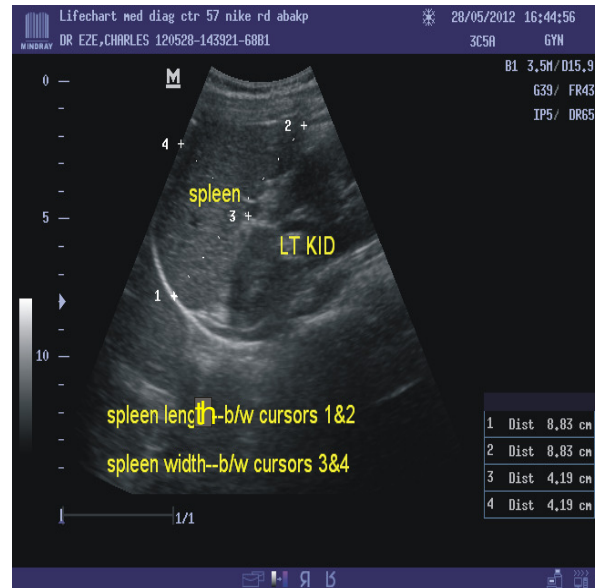 Lifechart med diag ctr 57 nike rd abakp
28/05/2012 16:44:56
MINDRAY
DR EZE,CHARLES 120528-143921-68B1
3C5A GYN
B1 3.5M/D15.9
G39/ FR43
IP5/ DR65
0
M
2
4
spleen
5
3
LT KID
1
10
spleen length--b/w cursors 1&2
spleen width--b/w cursors 3&4
1 Dist 8.83 cm
2 Dist 8.83 cm
3 Dist 4.19 cm
4 Dist 4.19 cm
1/1